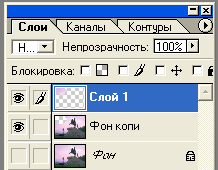 Слои Каналы Контуры
Н... Непрозрачность: 100%
Блокировка:
Слой 1
Фон копи
Фон